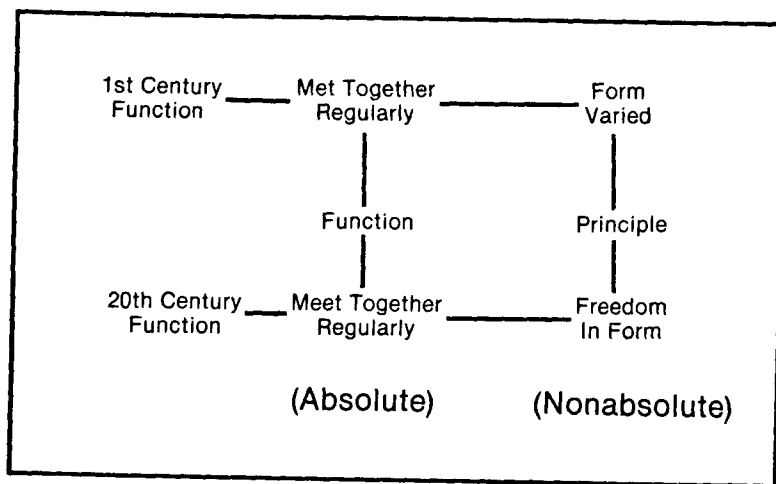 1st Century
Function
Met Together
Regularly
Form
Varied
Function
Principle
20th Century
Function
Meet Together
Regularly
Freedom
In Form
(Absolute)
(Nonabsolute)